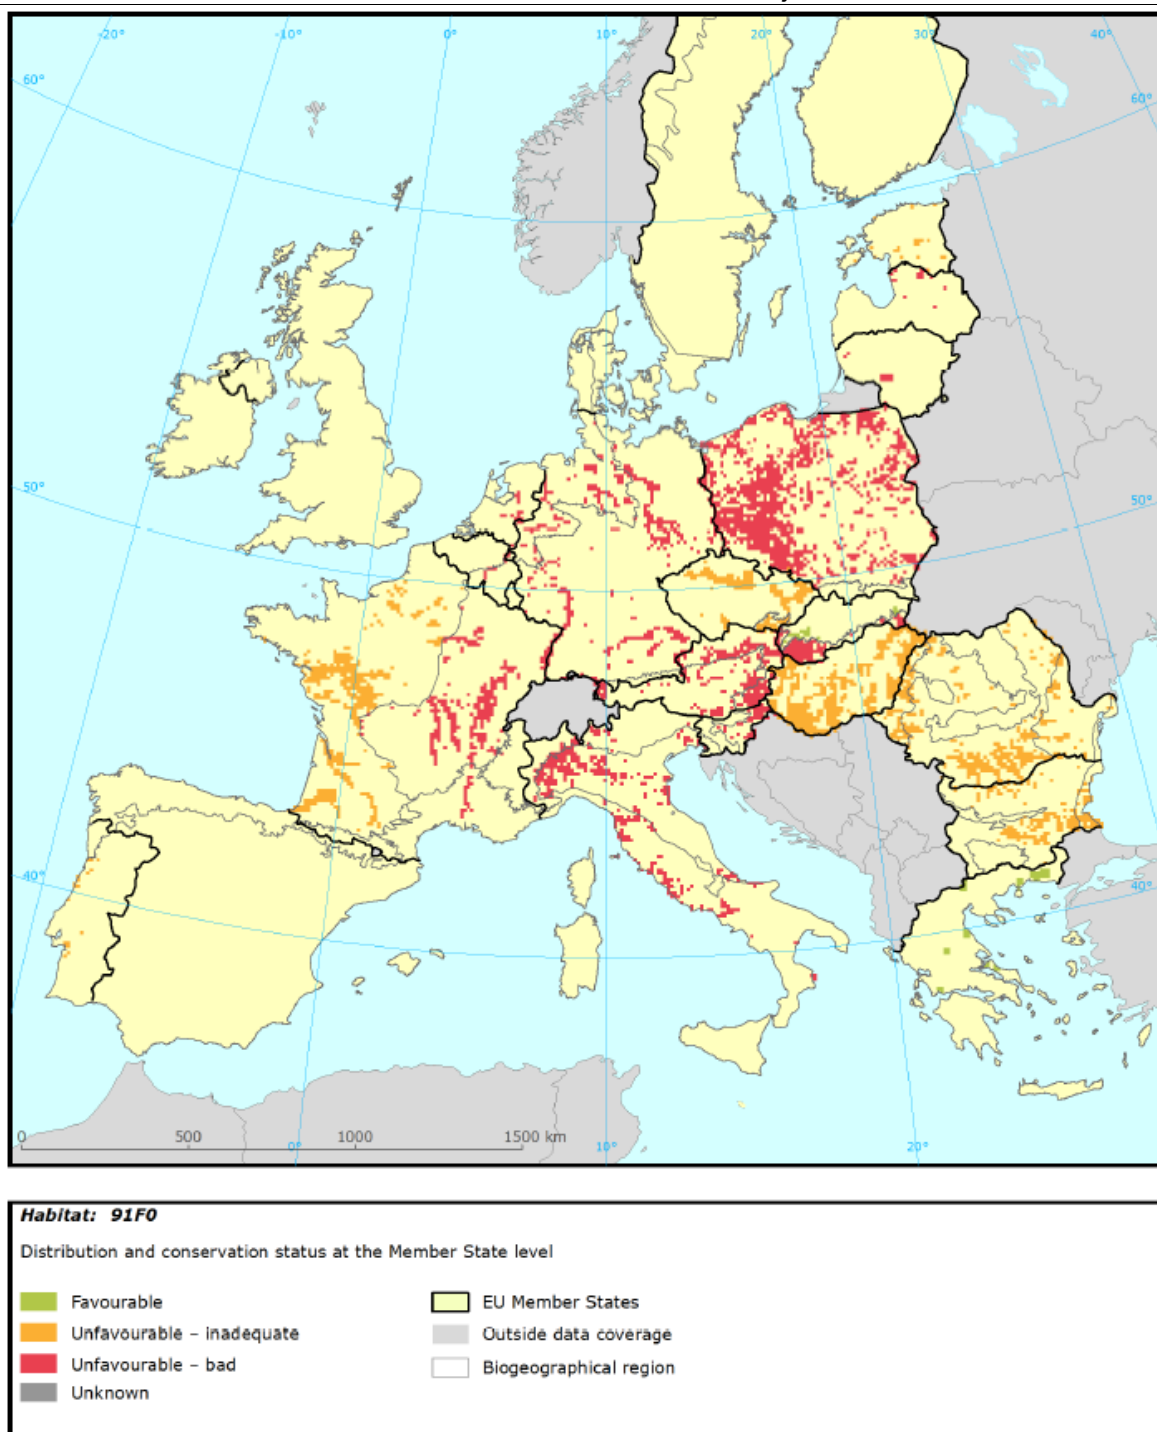 -20° -10° 0° 10° 20° 30° 40°
60° 60°
50° 50°
40° 40°
0 500 1000 1500 km
0° 10° 20°
Habitat: 91F0
Distribution and conservation status at the Member State level
Favourable
Unfavourable – inadequate
Unfavourable – bad
Unknown
EU Member States
Outside data coverage
Biogeographical region